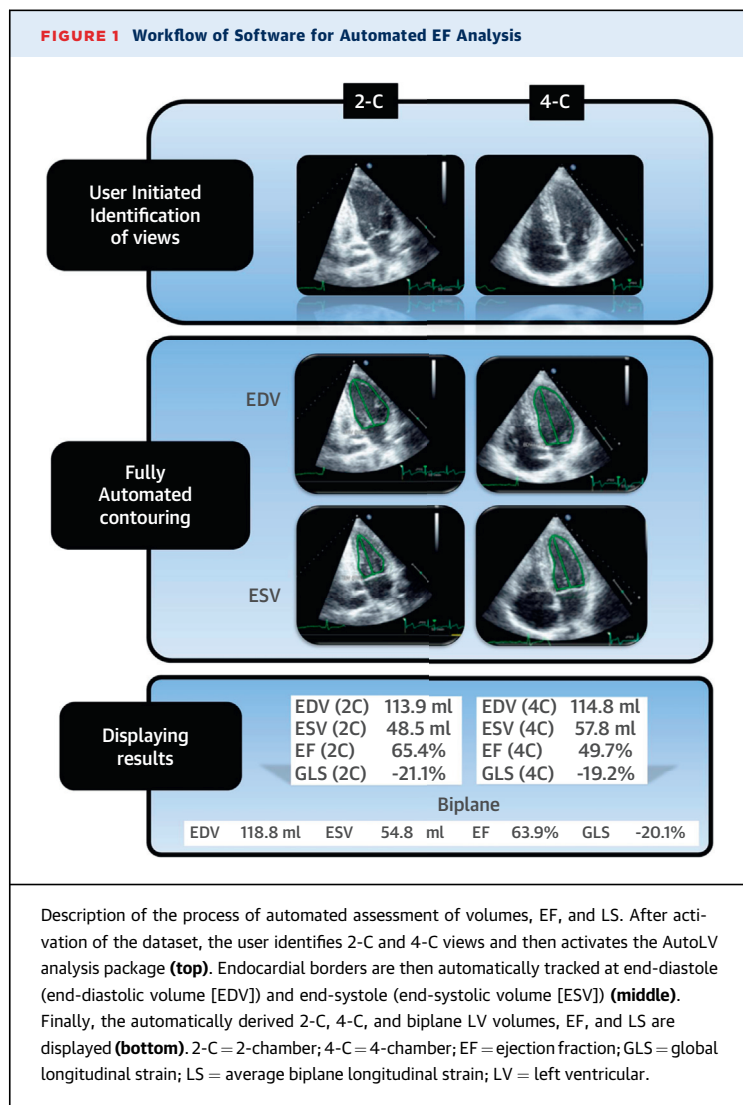 FIGURE 1 Workflow of Software for Automated EF Analysis
2-C
4-C
User Initiated
Identification
of views
EDV
Fully
Automated
contouring
ESV
Displaying
results
EDV (2C) 113.9 ml
ESV (2C) 48.5 ml
EF (2C) 65.4%
GLS (2C) -21.1%
EDV (4C) 114.8 ml
ESV (4C) 57.8 ml
EF (4C) 49.7%
GLS (4C) -19.2%
Biplane
EDV 118.8 ml ESV 54.8 ml EF 63.9% GLS -20.1%
Description of the process of automated assessment of volumes, EF, and LS. After acti-
vation of the dataset, the user identifies 2-C and 4-C views and then activates the AutoLV
analysis package (top). Endocardial borders are then automatically tracked at end-diastole
(end-diastolic volume [EDV]) and end-systole (end-systolic volume [ESV]) (middle).
Finally, the automatically derived 2-C, 4-C, and biplane LV volumes, EF, and LS are
displayed (bottom). 2-C = 2-chamber; 4-C = 4-chamber; EF = ejection fraction; GLS = global
longitudinal strain; LS = average biplane longitudinal strain; LV = left ventricular.